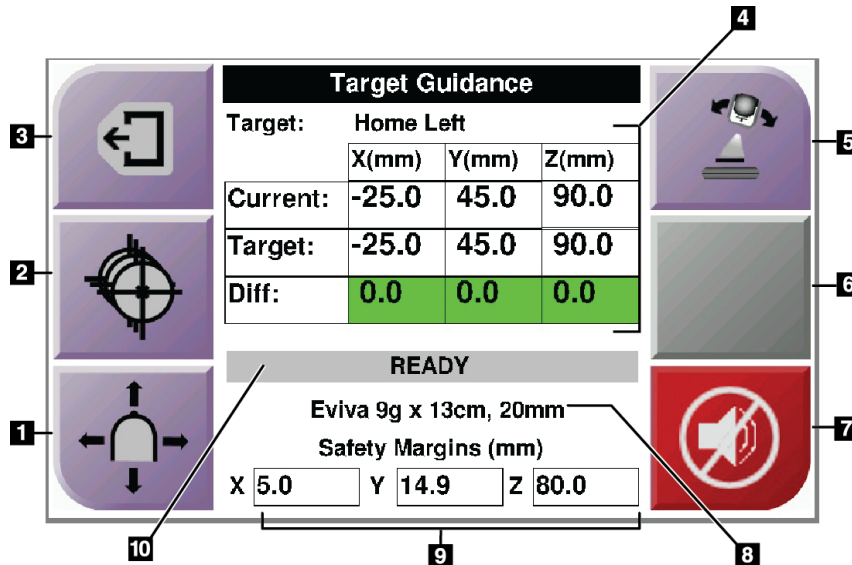 4
Target Guidance
3
Target: Home Left
5
X(mm) Y(mm) Z(mm)
Current: -25.0 45.0 90.0
Target: -25.0 45.0 90.0
2
6
Diff: 0.0 0.0 0.0
READY
Eviva 9g x 13cm, 20mm
1
7
Safety Margins (mm)
X 5.0 Y 14.9 Z 80.0
10
9
8